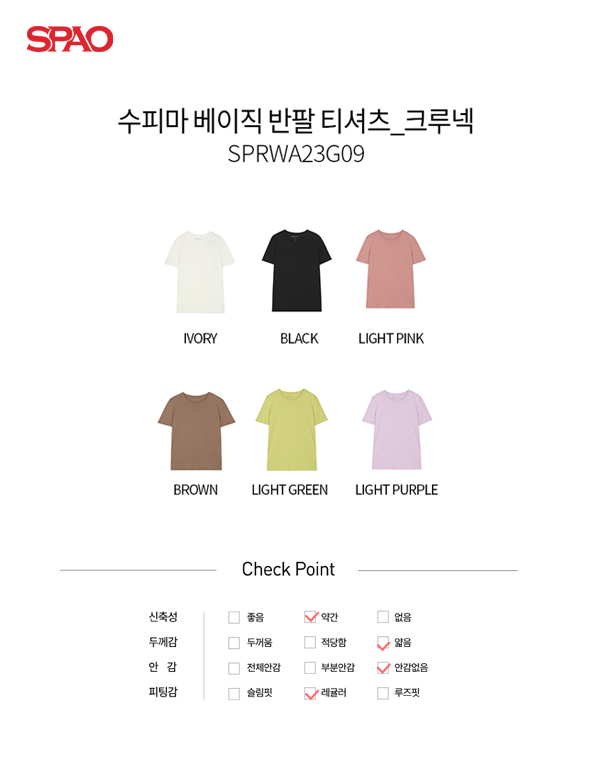 SPAO
수피마 베이직 반팔 티셔츠_크루넥
SPRWA23G09
IVORY BLACK LIGHT PINK
BROWN LIGHT GREEN LIGHT PURPLE
Check Point
신축성 좋음 약간 없음
두께감 두꺼움 적당함 얇음
안 감 전체안감 부분안감 안감없음
피팅감 슬림핏 레귤러 루즈핏